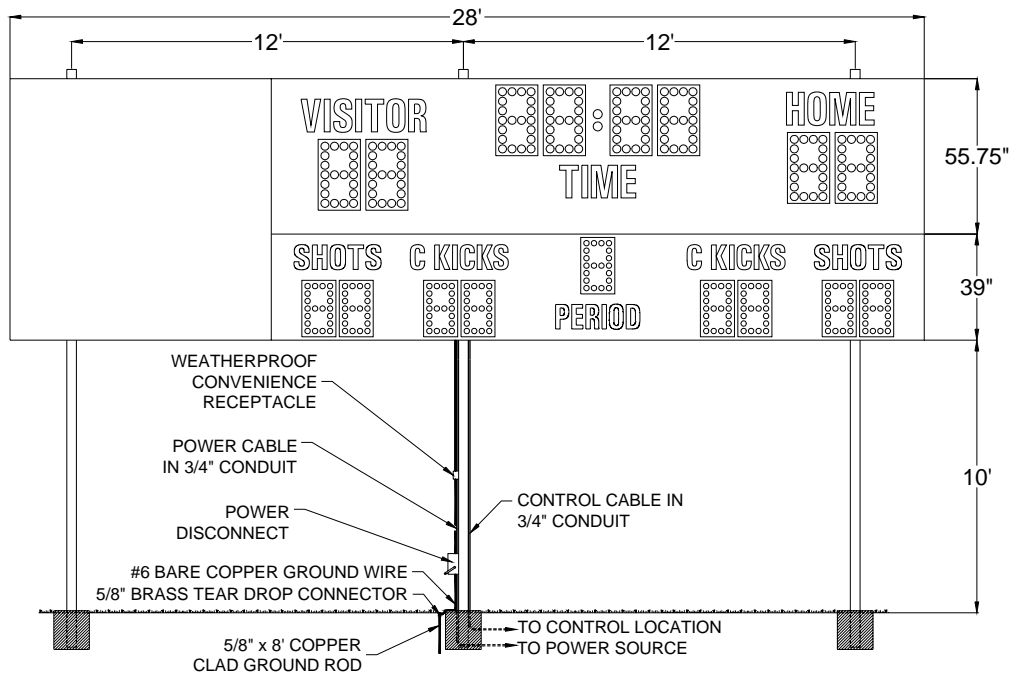 28'
12'
12'
VISITOR
88:88
HOME
88
88
TIME
55.75"
SHOTS
C KICKS
8
C KICKS
SHOTS
88
88
PERIOD
88
88
39"
WEATHERPROOF
CONVENIENCE
RECEPTACLE
POWER CABLE
IN 3/4" CONDUIT
10'
CONTROL CABLE IN
3/4" CONDUIT
POWER
DISCONNECT
#6 BARE COPPER GROUND WIRE
5/8" BRASS TEAR DROP CONNECTOR
TO CONTROL LOCATION
TO POWER SOURCE
5/8" x 8' COPPER
CLAD GROUND ROD